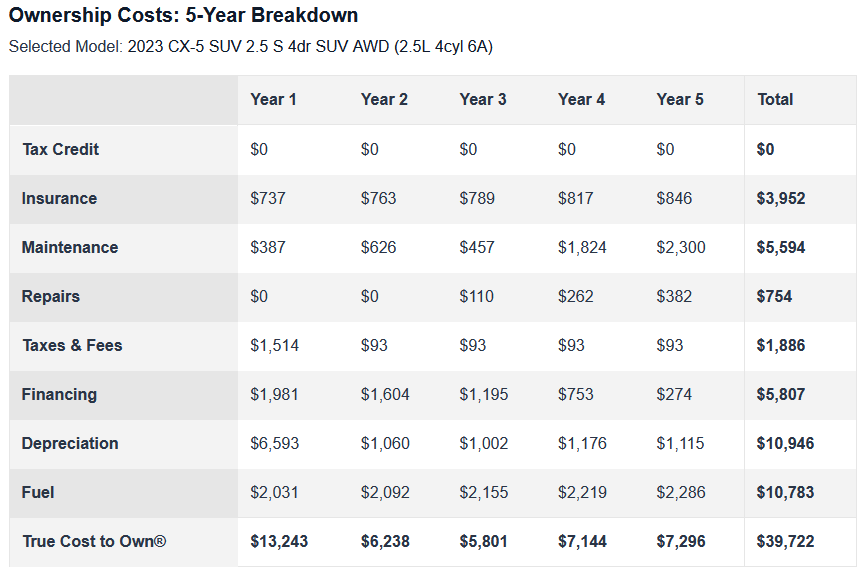 Ownership Costs: 5-Year Breakdown
Selected Model: 2023 CX-5 SUV 2.5 S 4dr SUV AWD (2.5L 4cyl 6A)
Year 1 Year 2 Year 3 Year 4 Year 5 Total
Tax Credit $0 $0 $0 $0 $0 $0
Insurance $737 $763 $789 $817 $846 $3,952
Maintenance $387 $626 $457 $1,824 $2,300 $5,594
Repairs $0 $0 $110 $262 $382 $754
Taxes & Fees $1,514 $93 $93 $93 $93 $1,886
Financing $1,981 $1,604 $1,195 $753 $274 $5,807
Depreciation $6,593 $1,060 $1,002 $1,176 $1,115 $10,946
Fuel $2,031 $2,092 $2,155 $2,219 $2,286 $10,783
True Cost to Own® $13,243 $6,238 $5,801 $7,144 $7,296 $39,722